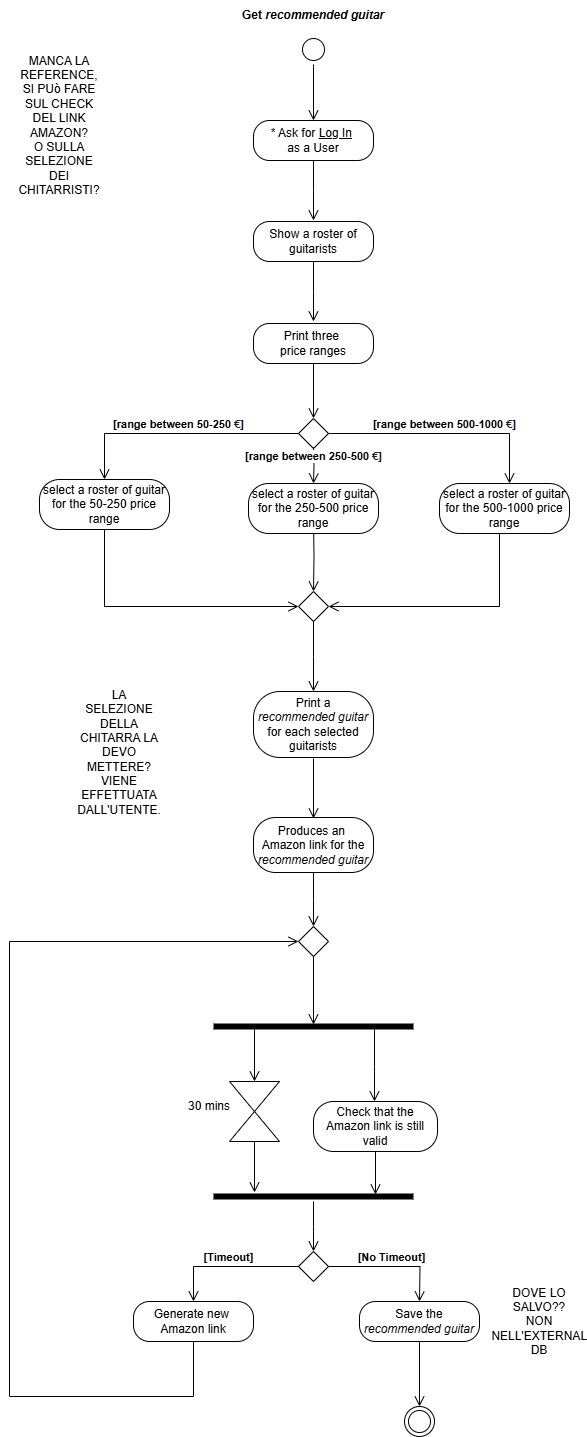 Get recommended guitar
MANCA LA
REFERENCE,
SI PUò FARE
SUL CHECK
DEL LINK
AMAZON?
O SULLA
SELEZIONE
DEI
CHITARRISTI?
* Ask for Log In
as a User
Show a roster of
guitarists
Print three
price ranges
[range between 50-250 €]
[range between 500-1000 €]
[range between 250-500 €]
select a roster of guitar
for the 50-250 price
range
select a roster of guitar
for the 250-500 price
range
select a roster of guitar
for the 500-1000 price
range
LA
SELEZIONE
DELLA
CHITARRA LA
DEVO
METTERE?
VIENE
EFFETTUATA
DALL'UTENTE.
Print a
recommended guitar
for each selected
guitarists
Produces an
Amazon link for the
recommended guitar
30 mins
Check that the
Amazon link is still
valid
[Timeout]
[No Timeout]
Generate new
Amazon link
Save the
recommended guitar
DOVE LO
SALVO??
NON
NELL'EXTERNAL
DB